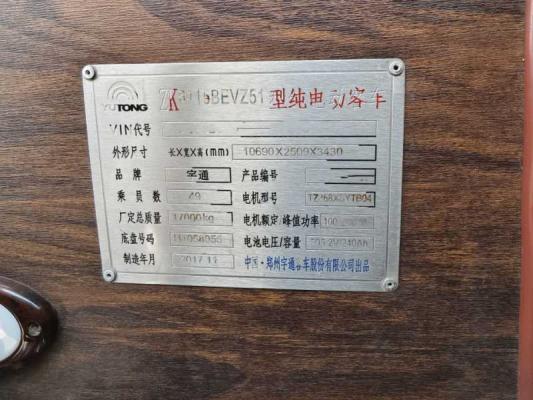 YUTONG BEVZ51 型纯电动客车
VIN代号
外形尺寸 长X宽X高(mm) 10690X2509X3430
品牌 宇通 产品编号
乘员数 49 电机型号
厂定总质量 17000kg 电机额定/峰值功率
底盘号码 电池电压/容量
制造年月 2017.11
中国·郑州宇通客车股份有限公司出品